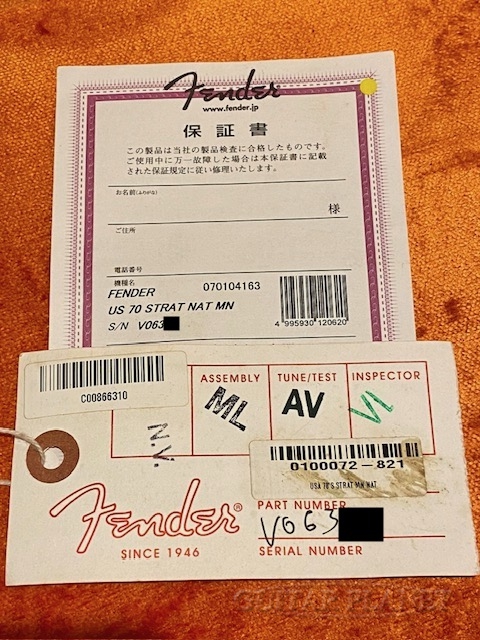 Fender
www.fender.jp
保証書
この製品は当社の製品検査に合格したものです。
ご使用中に万一故障した場合は本保証書に記載
された保証規定に従い修理いたします。
お名前(ふりがな)
様
ご住所
電話番号
機種名
070104163
FENDER
US 70 STRAT NAT MN
S/N V063
4 995930 120620
C00866310
ASSEMBLY
TUNE/TEST
INSPECTOR
N.V.
ML
AV
VI
0100072-821
USA 70'S STRAT MN NAT
Fender®
SINCE 1946
PART NUMBER
V063
SERIAL NUMBER
GUITAR PLANET